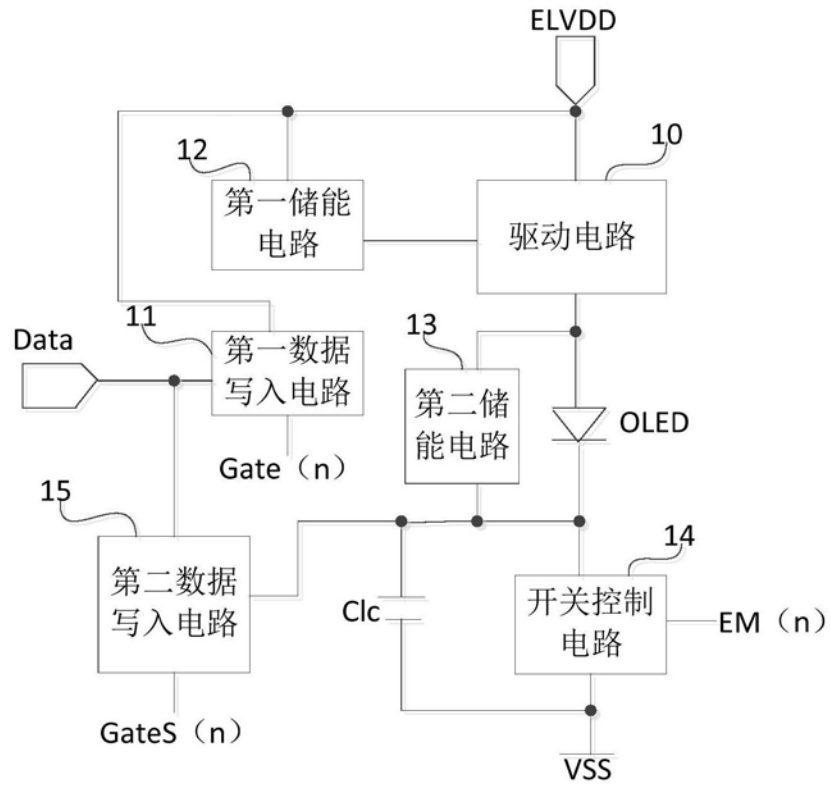 ELVDD
12
10
第一储能
电路
驱动电路
11
13
Data
第一数据
写入电路
第二储
能电路
OLED
Gate（n）
15
14
第二数据
写入电路
Clc
开关控制
电路
EM（n）
GateS（n）
VSS